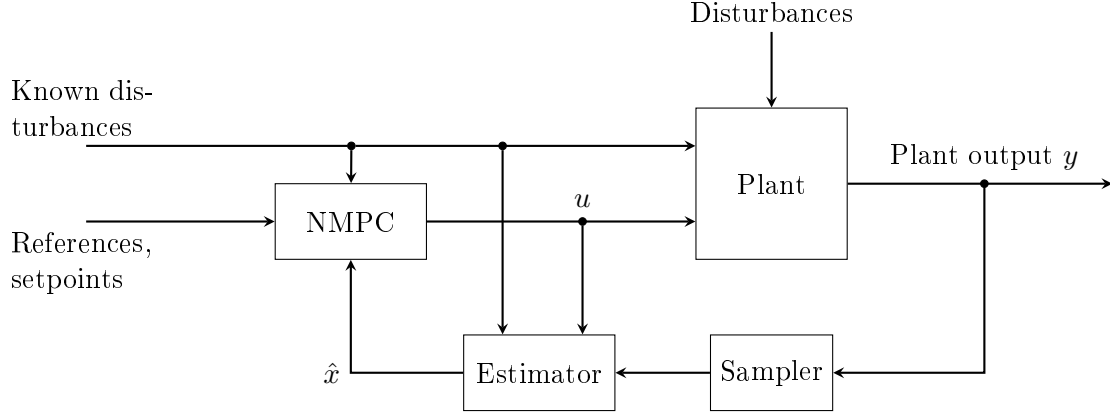 Disturbances
Known dis-
turbances
Plant output y
Plant
u
NMPC
References,
setpoints
x̂
Estimator
Sampler